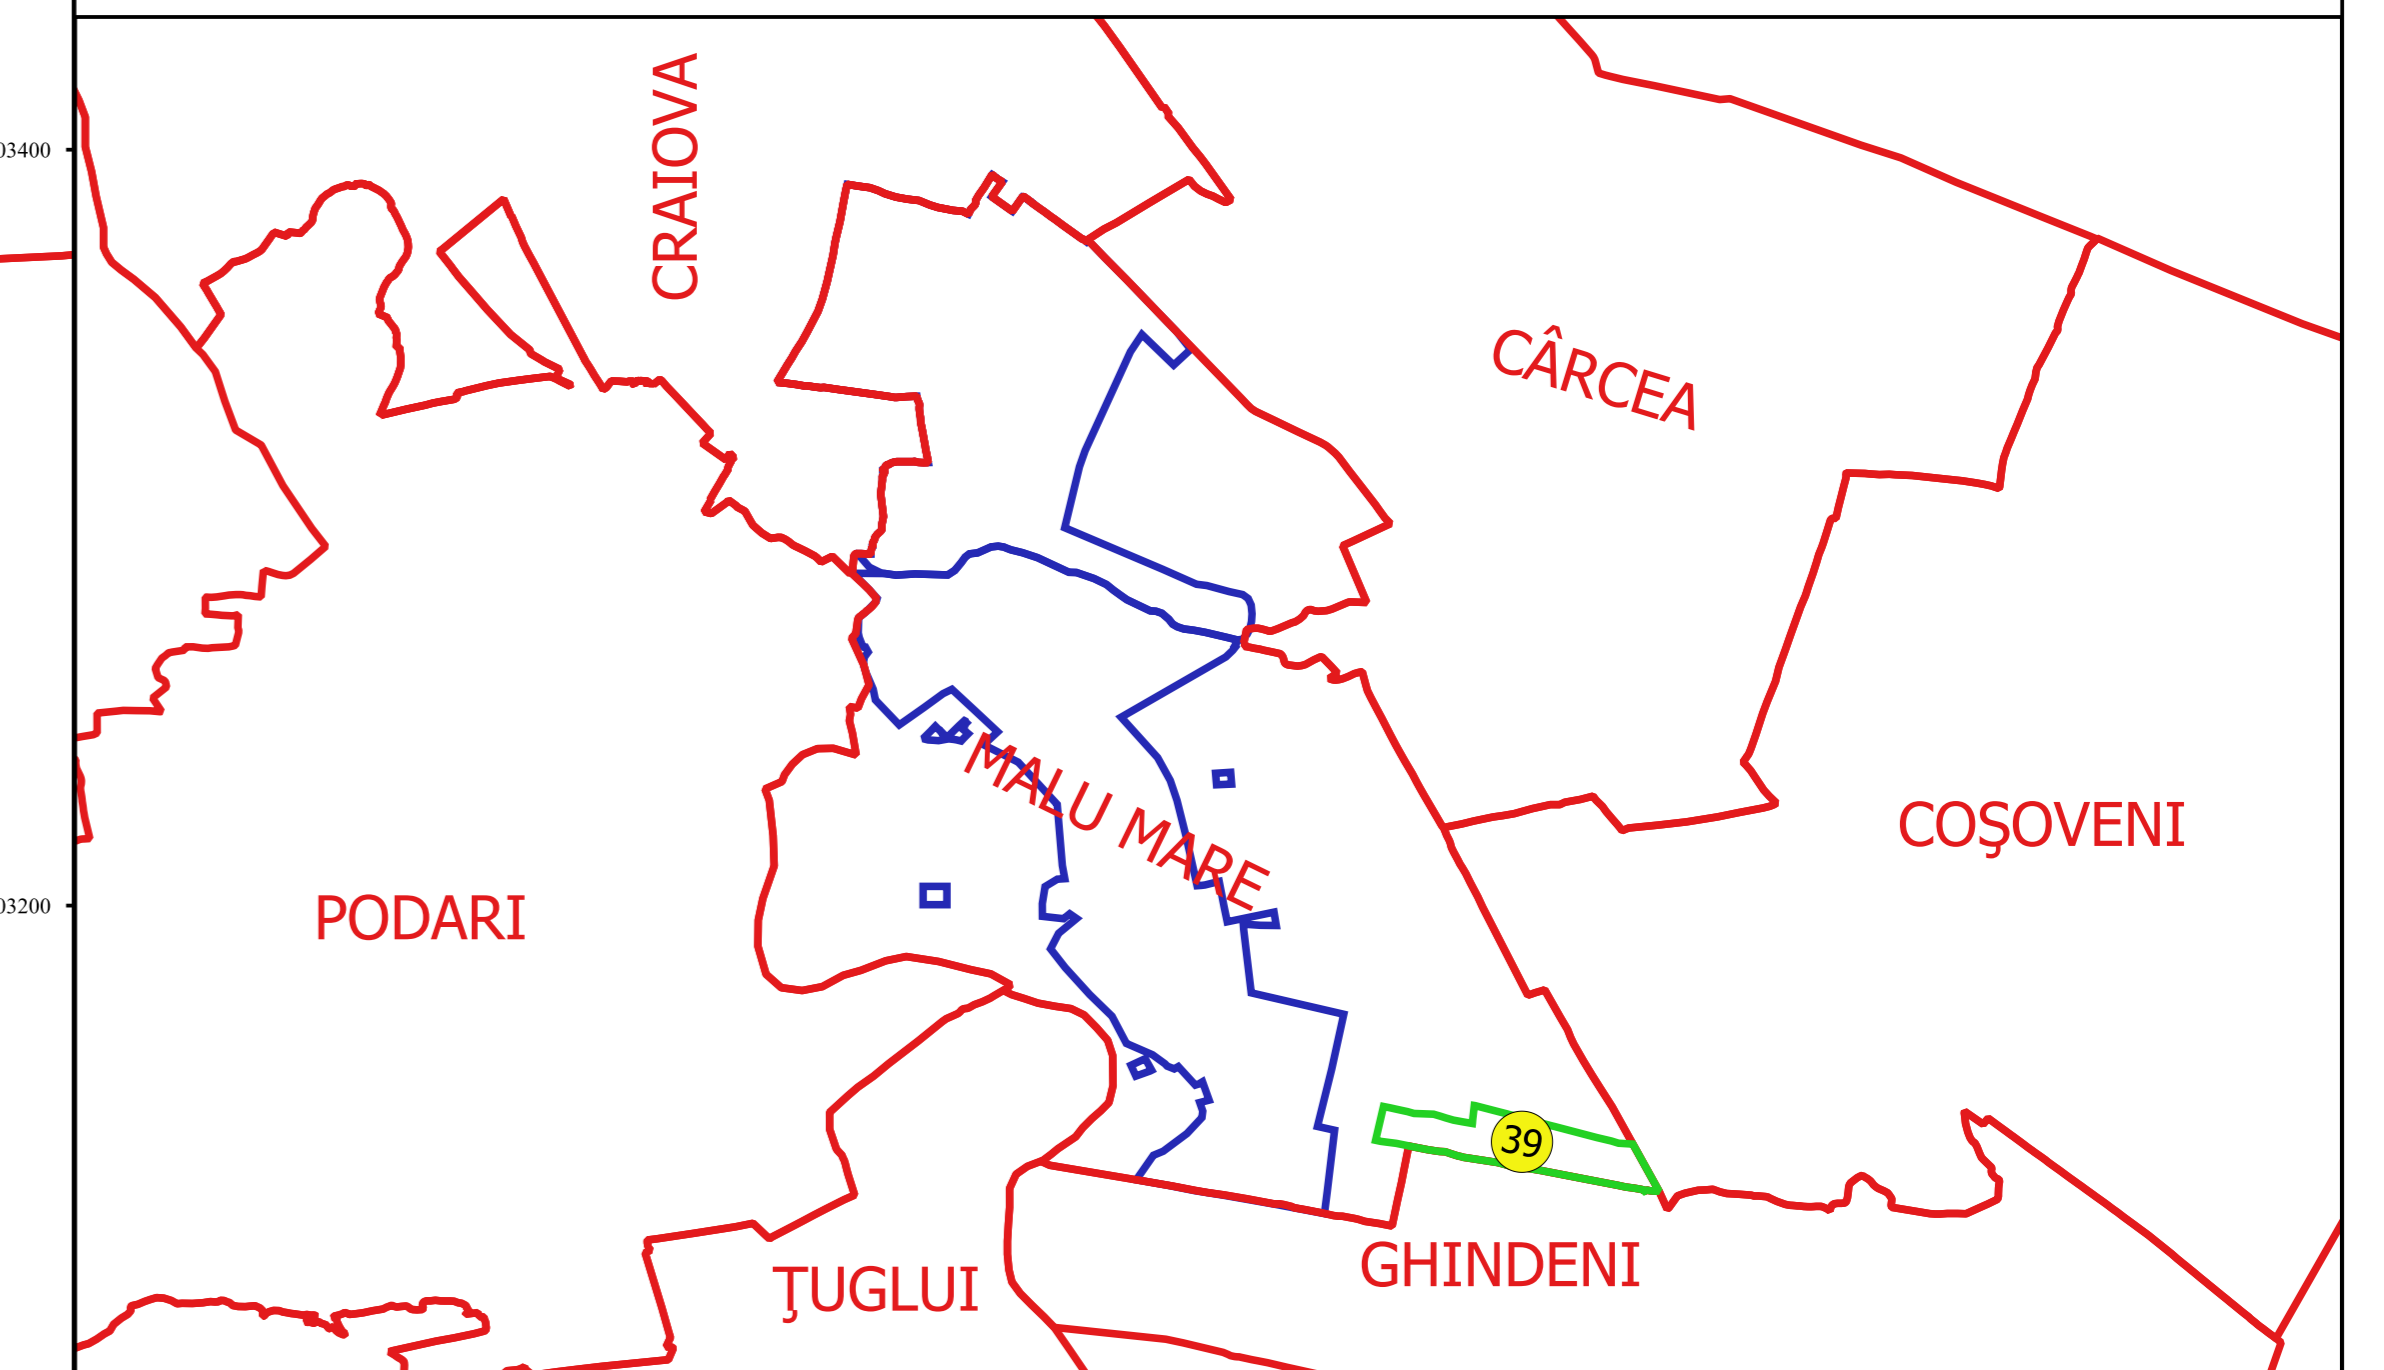 CRAIOVA
03400
CÂRCEA
MALU MARE
COŞOVENI
PODARI
03200
39
GHINDENI
ŢUGLUI